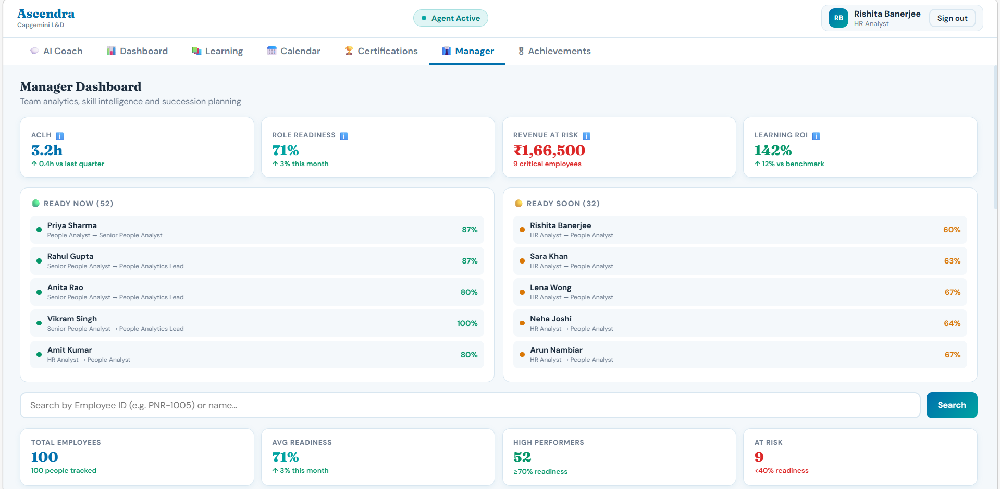 Ascendra
Capgemini L&D
Agent Active
RB
Rishita Banerjee
HR Analyst
Sign out
AI Coach
Dashboard
Learning
Calendar
Certifications
Manager
Achievements
Manager Dashboard
Team analytics, skill intelligence and succession planning
ACLH
3.2h
↑ 0.4h vs last quarter
ROLE READINESS
71%
↑ 3% this month
REVENUE AT RISK
₹1,66,500
9 critical employees
LEARNING ROI
142%
↑ 12% vs benchmark
READY NOW (52)
Priya Sharma
People Analyst → Senior People Analyst
87%
Rahul Gupta
Senior People Analyst → People Analytics Lead
87%
Anita Rao
Senior People Analyst → People Analytics Lead
80%
Vikram Singh
Senior People Analyst → People Analytics Lead
100%
Amit Kumar
HR Analyst → People Analyst
80%
READY SOON (32)
Rishita Banerjee
HR Analyst → People Analyst
60%
Sara Khan
HR Analyst → People Analyst
63%
Lena Wong
HR Analyst → People Analyst
67%
Neha Joshi
HR Analyst → People Analyst
64%
Arun Nambiar
HR Analyst → People Analyst
67%
Search by Employee ID (e.g. PNR-1005) or name...
Search
TOTAL EMPLOYEES
100
100 people tracked
AVG READINESS
71%
↑ 3% this month
HIGH PERFORMERS
52
≥70% readiness
AT RISK
9
<40% readiness